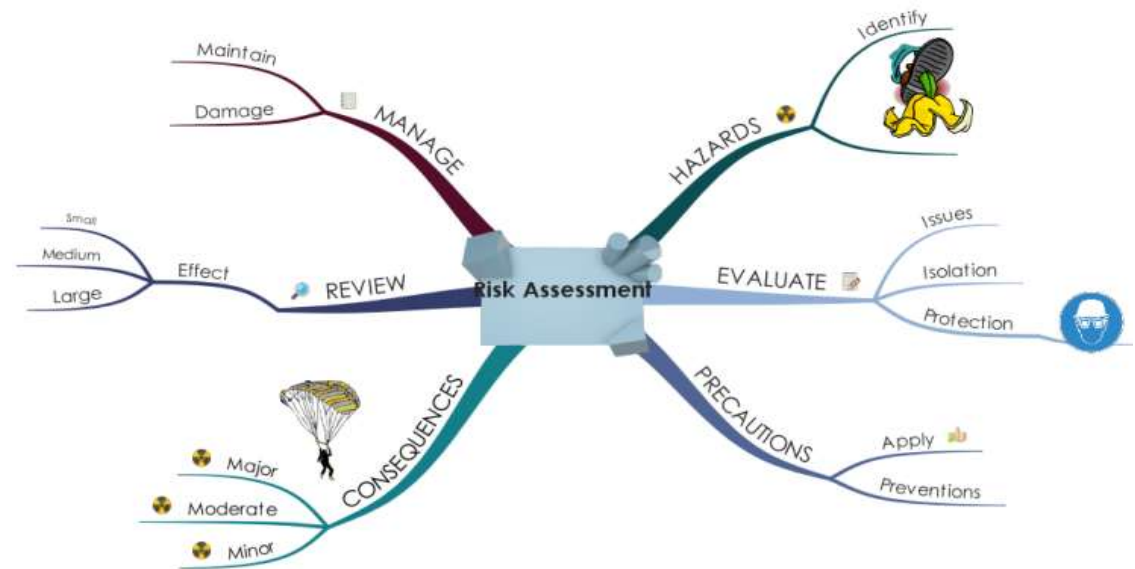 Risk Assessment
HAZARDS
Identify
EVALUATE
Issues
Isolation
Protection
PRECAUTIONS
Apply
Preventions
CONSEQUENCES
Major
Moderate
Minor
REVIEW
Effect
Small
Medium
Large
MANAGE
Maintain
Damage